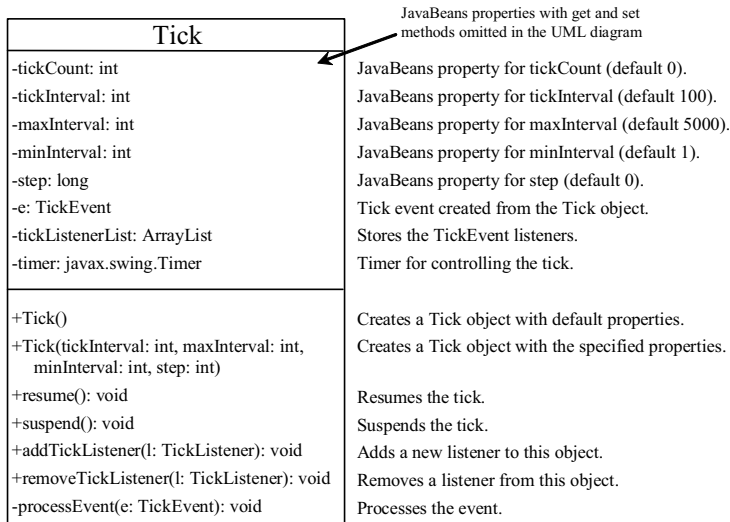 JavaBeans properties with get and set
methods omitted in the UML diagram
Tick
-tickCount: int
JavaBeans property for tickCount (default 0).
-tickInterval: int
JavaBeans property for tickInterval (default 100).
-maxInterval: int
JavaBeans property for maxInterval (default 5000).
-minInterval: int
JavaBeans property for minInterval (default 1).
-step: long
JavaBeans property for step (default 0).
-e: TickEvent
Tick event created from the Tick object.
-tickListenerList: ArrayList
Stores the TickEvent listeners.
-timer: javax.swing.Timer
Timer for controlling the tick.
+Tick()
Creates a Tick object with default properties.
+Tick(tickInterval: int, maxInterval: int,
Creates a Tick object with the specified properties.
minInterval: int, step: int)
+resume(): void
Resumes the tick.
+suspend(): void
Suspends the tick.
+addTickListener(l: TickListener): void
Adds a new listener to this object.
+removeTickListener(l: TickListener): void
Removes a listener from this object.
-processEvent(e: TickEvent): void
Processes the event.